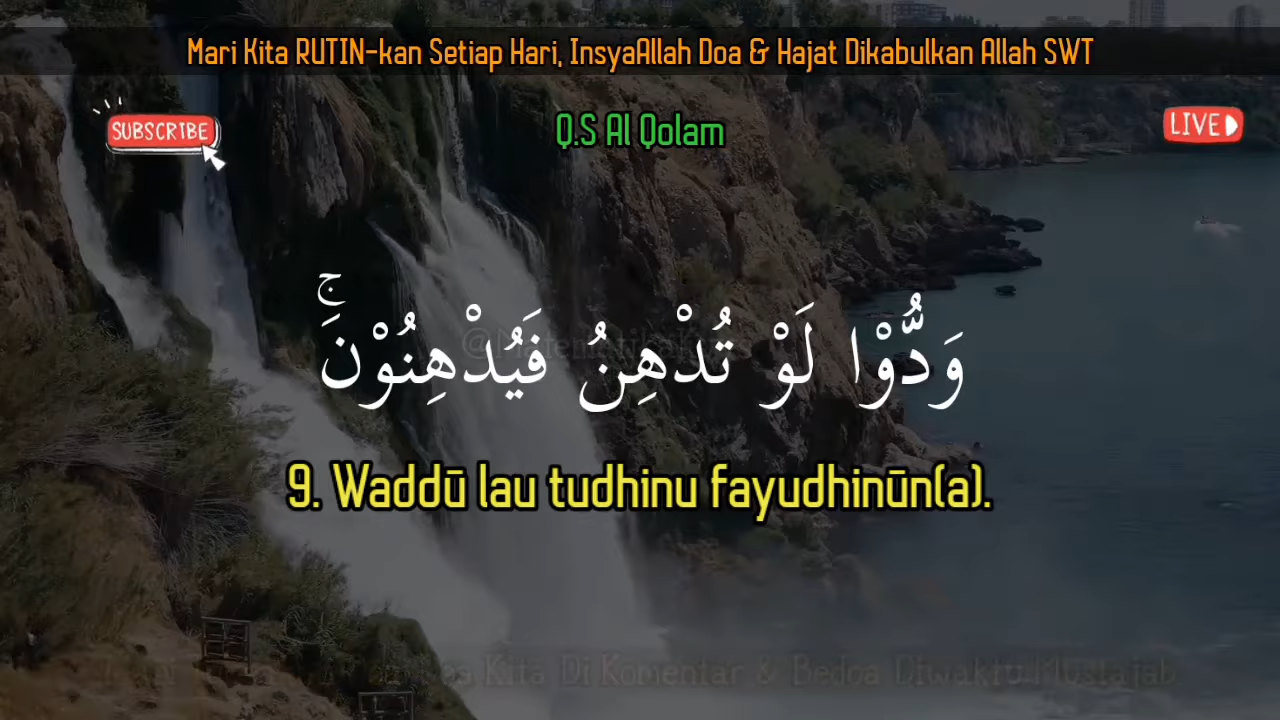 Mari Kita RUTIN-kan Setiap Hari, InsyaAllah Doa & Hajat Dikabulkan Allah SWT
SUBSCRIBE
Q.S Al Qolam
LIVE
وَدُّوْا لَوْ تُدْهِنُ فَيُدْهِنُوْنَۚ
9. Waddū lau tudhinu fayudhinūn(a).
Kita Di Komentar & Bedoa Diwaktu Mustajab